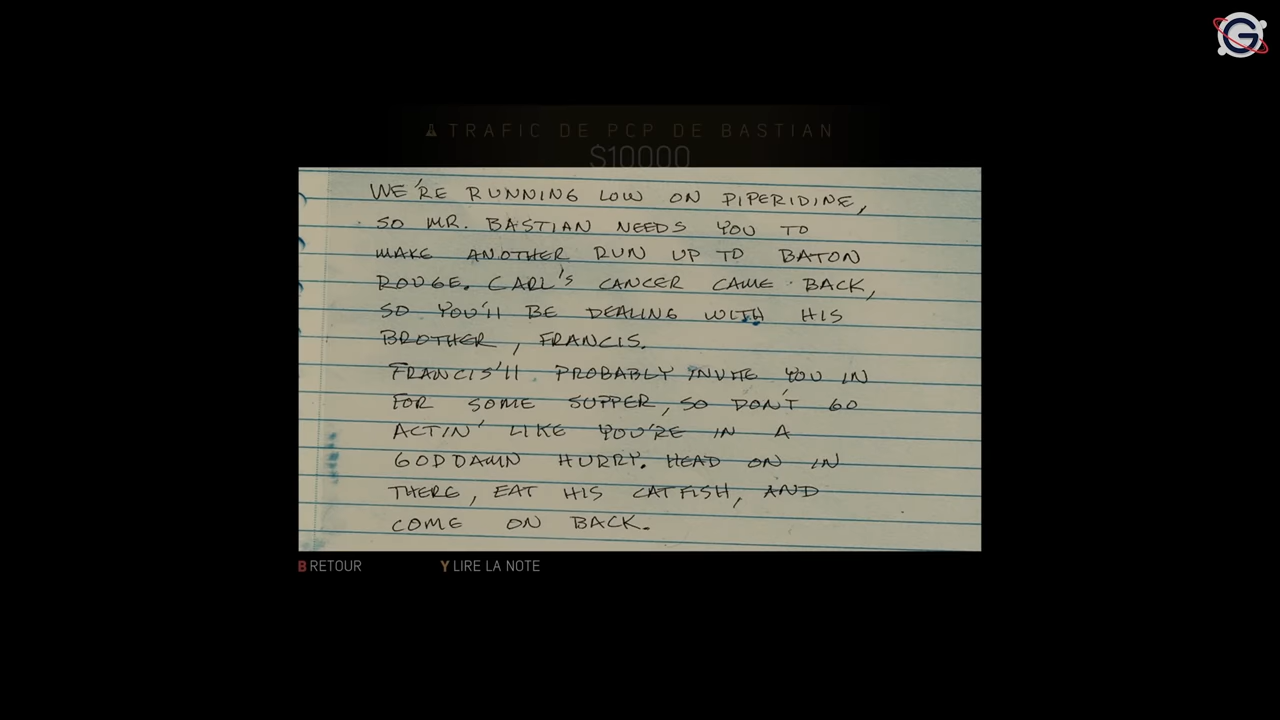 G
TRAFIC DE PCP DE BASTIAN
$10000
WE'RE RUNNING LOW ON PIPERIDINE,
SO MR. BASTIAN NEEDS YOU TO
MAKE ANOTHER RUN UP TO BATON
ROUGE. CARL'S CANCER CAME BACK,
SO YOU'll BE DEALING WITH HIS
BROTHER, FRANCIS.
FRANCIS'll PROBABLY INVITE YOU IN
FOR SOME SUPPER, SO DON'T GO
ACTIN' LIKE YOU'RE IN A
GODDAMN HURRY. HEAD ON IN
THERE, EAT HIS CATFISH, AND
COME ON BACK.
B RETOUR Y LIRE LA NOTE